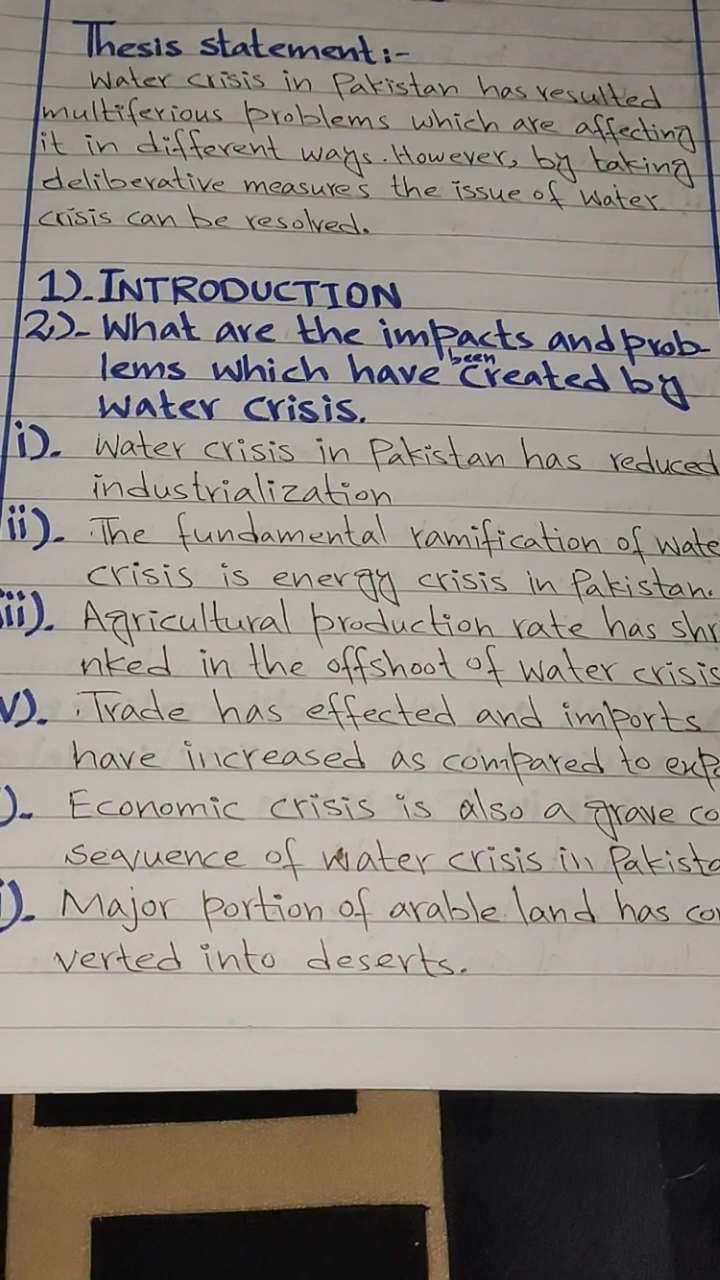 Thesis statement:-
Water crisis in Pakistan has resulted
multiferious problems which are affecting
it in different ways. However, by taking
deliberative measures the issue of water
crisis can be resolved.
1)- INTRODUCTION
2)- What are the impacts and prob-
lems which have been created by
water crisis.
i)- Water crisis in Pakistan has reduced
industrialization
ii)- The fundamental ramification of wate
crisis is energy crisis in Pakistan.
iii)- Agricultural production rate has shr
nked in the offshoot of water crisis
v)- Trade has effected and imports
have increased as compared to exp
)- Economic crisis is also a grave co
sequence of water crisis in Pakista
i)- Major portion of arable land has co
verted into deserts.